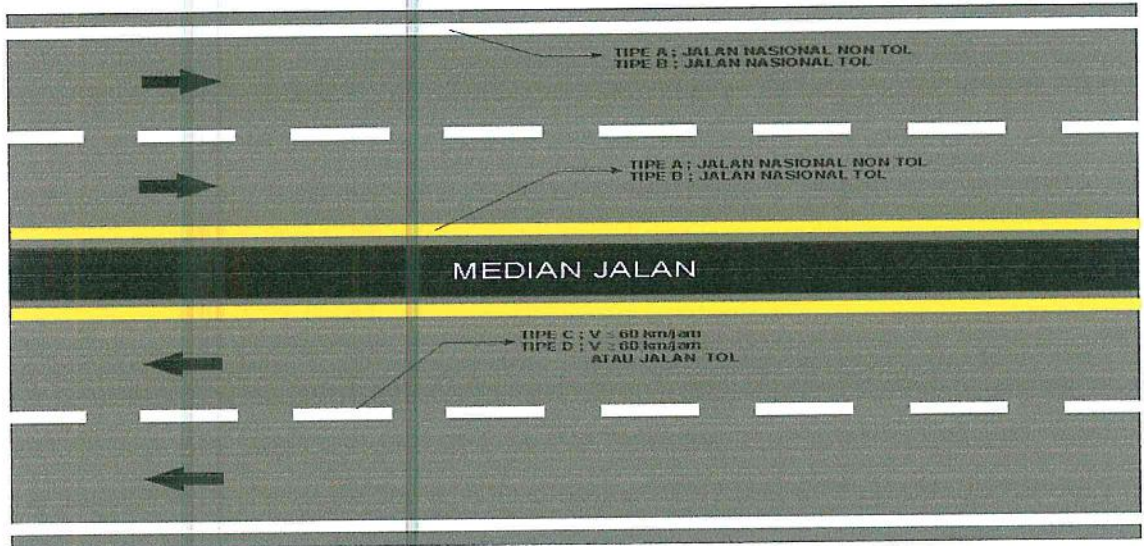 TIPE A ; JALAN NASIONAL NON TOL
TIPE B ; JALAN NASIONAL TOL
TIPE A ; JALAN NASIONAL NON TOL
TIPE B ; JALAN NASIONAL TOL
MEDIAN JALAN
TIPE C ; V 60 km/jam
TIPE D ; V 60 km/jam
ATAU JALAN TOL